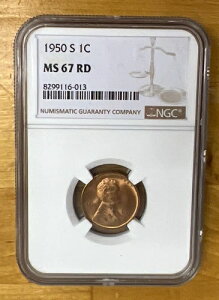 1950 S 1C
MS 67 RD
8299116-013
NUMISMATIC GUARANTY COMPANY
NGC